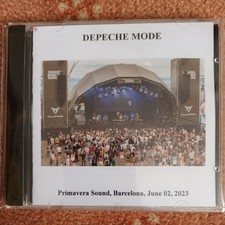 DEPECHE MODE
Primavera Sound, Barcelona, June 02, 2023